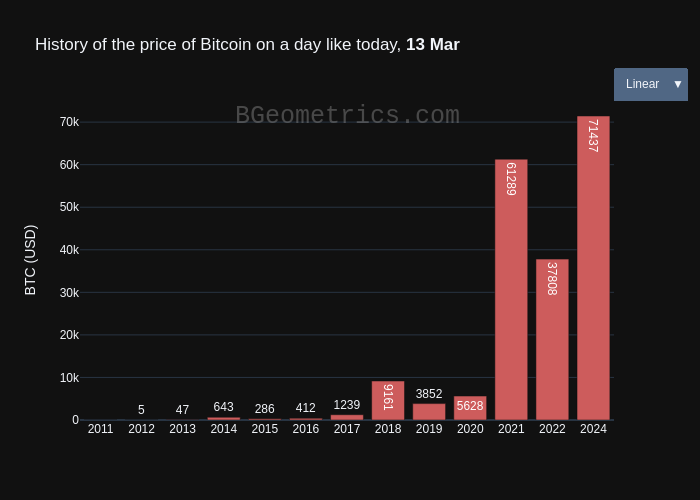 History of the price of Bitcoin on a day like today, 13 Mar
Linear ▼
BGeometrics.com
BTC (USD)
70k
60k
50k
40k
30k
20k
10k
0
5
47
643
286
412
1239
9161
3852
5628
61289
37808
71437
2011 2012 2013 2014 2015 2016 2017 2018 2019 2020 2021 2022 2024